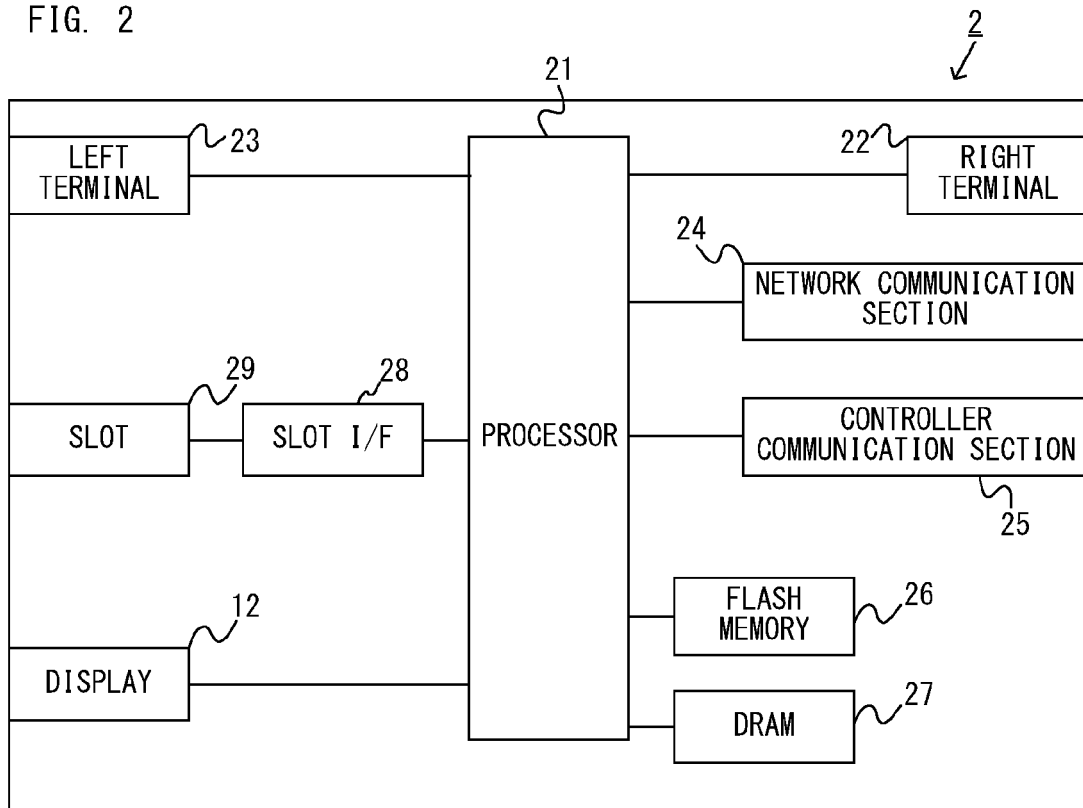 FIG. 2
2
21
23
22
LEFT
TERMINAL
RIGHT
TERMINAL
24
NETWORK COMMUNICATION
SECTION
29
28
SLOT
SLOT I/F
PROCESSOR
CONTROLLER
COMMUNICATION SECTION
25
12
FLASH
MEMORY
26
DISPLAY
27
DRAM